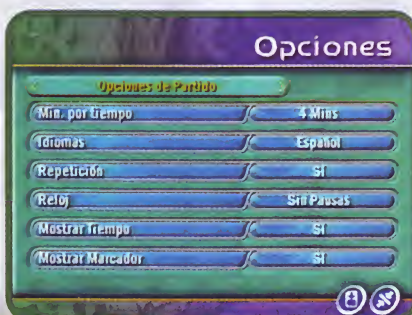 Opciones
Opciones de Partido
Min. por tiempo 4 Mins
Idiomas Español
Repetición Sí
Reloj Sin Pausas
Mostrar Tiempo Sí
Mostrar Marcador Sí